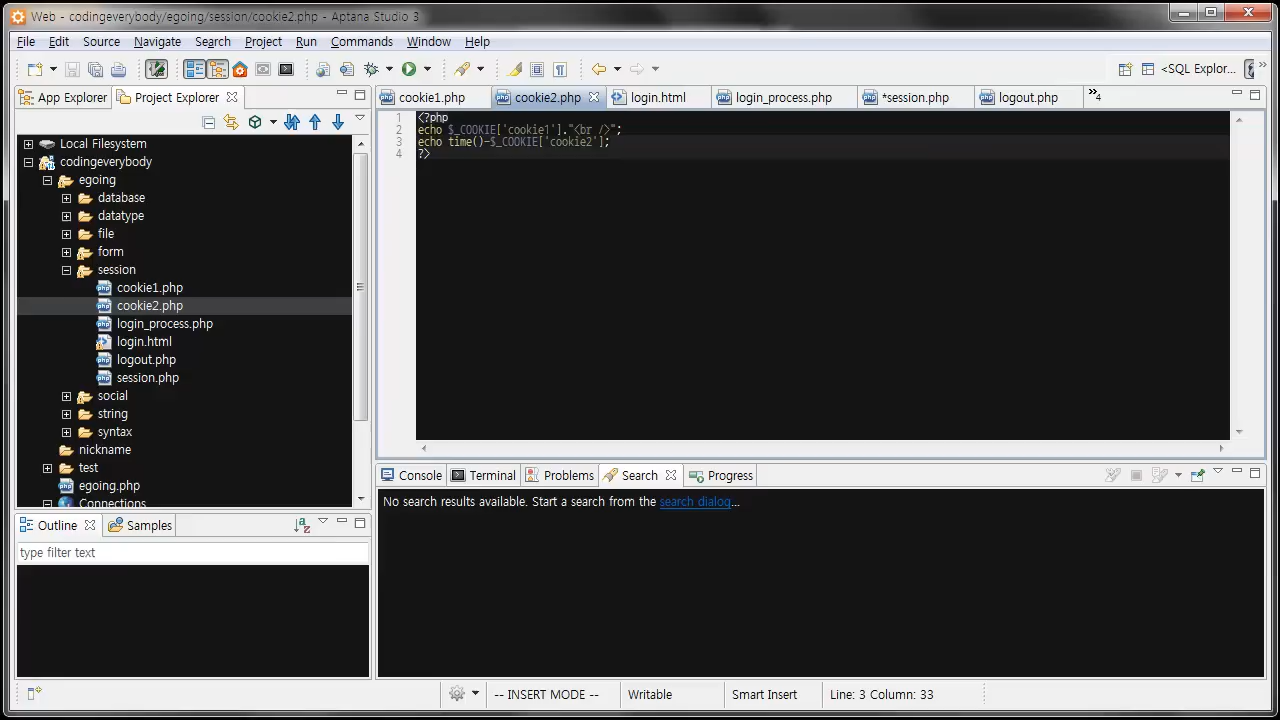 Web - codingeverybody/egoing/session/cookie2.php - Aptana Studio 3
File Edit Source Navigate Search Project Run Commands Window Help
<SQL Explor...
App Explorer
Project Explorer
cookie1.php
cookie2.php
login.html
login_process.php
*session.php
logout.php
»4
Local Filesystem
codingeverybody
egoing
database
datatype
file
form
session
cookie1.php
cookie2.php
login_process.php
login.html
logout.php
session.php
social
string
syntax
nickname
test
egoing.php
Connections
1 <?php
2 echo $_COOKIE['cookie1']."<br />";
3 echo time()-$_COOKIE['cookie2'];
4 ?>
Console
Terminal
Problems
Search
Progress
No search results available. Start a search from the search dialog...
Outline
Samples
type filter text
-- INSERT MODE --
Writable
Smart Insert
Line: 3 Column: 33